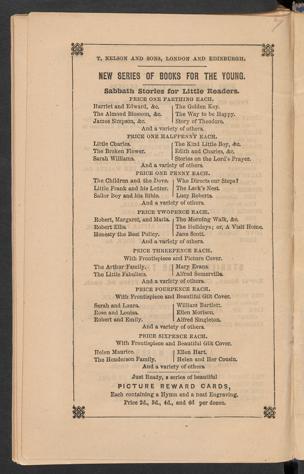 T. NELSON AND SONS, LONDON AND EDINBURGH.
NEW SERIES OF BOOKS FOR THE YOUNG.
Sabbath Stories for Little Readers.
PRICE ONE FARTHING EACH.
Harriet and Edward, &c. | The Golden Key.
The Almond Blossom, &c. | The Way to be Happy.
James Simpson, &c. | Story of Theodora.
And a variety of others.
PRICE ONE HALFPENNY EACH.
Little Charles. | The Kind Little Boy, &c.
The Broken Flower. | Edith and Charles, &c.
Sarah Williams. | Stories on the Lord's Prayer.
And a variety of others.
PRICE ONE PENNY EACH.
The Children and the Dove. | Who Directs our Steps?
Little Frank and his Letter. | The Lark's Nest.
Sailor Boy and his Bible. | Lucy Roberts.
And a variety of others.
PRICE TWOPENCE EACH.
Robert, Margaret, and Maria. | The Morning Walk, &c.
Robert Ellis. | The Holidays; or, A Visit Home.
Honesty the Best Policy. | Jane Scott.
And a variety of others.
PRICE THREEPENCE EACH.
With Frontispiece and Picture Cover.
The Arthur Family. | Mary Evans.
The Little Fabulists. | Alfred Somerville.
And a variety of others.
PRICE FOURPENCE EACH.
With Frontispiece and Beautiful Gilt Cover.
Sarah and Laura. | William Bartlett.
Rose and Louisa. | Ellen Morison.
Robert and Emily. | Alfred Singleton.
And a variety of others.
PRICE SIXPENCE EACH.
With Frontispiece and Beautiful Gilt Cover.
Helen Maurice. | Ellen Hart.
The Henderson Family. | Helen and Her Cousin.
And a variety of others
Just Ready, a series of beautiful
PICTURE REWARD CARDS,
Each containing a Hymn and a neat Engraving.
Price 2d., 3d., 4d., and 6d per dozen.